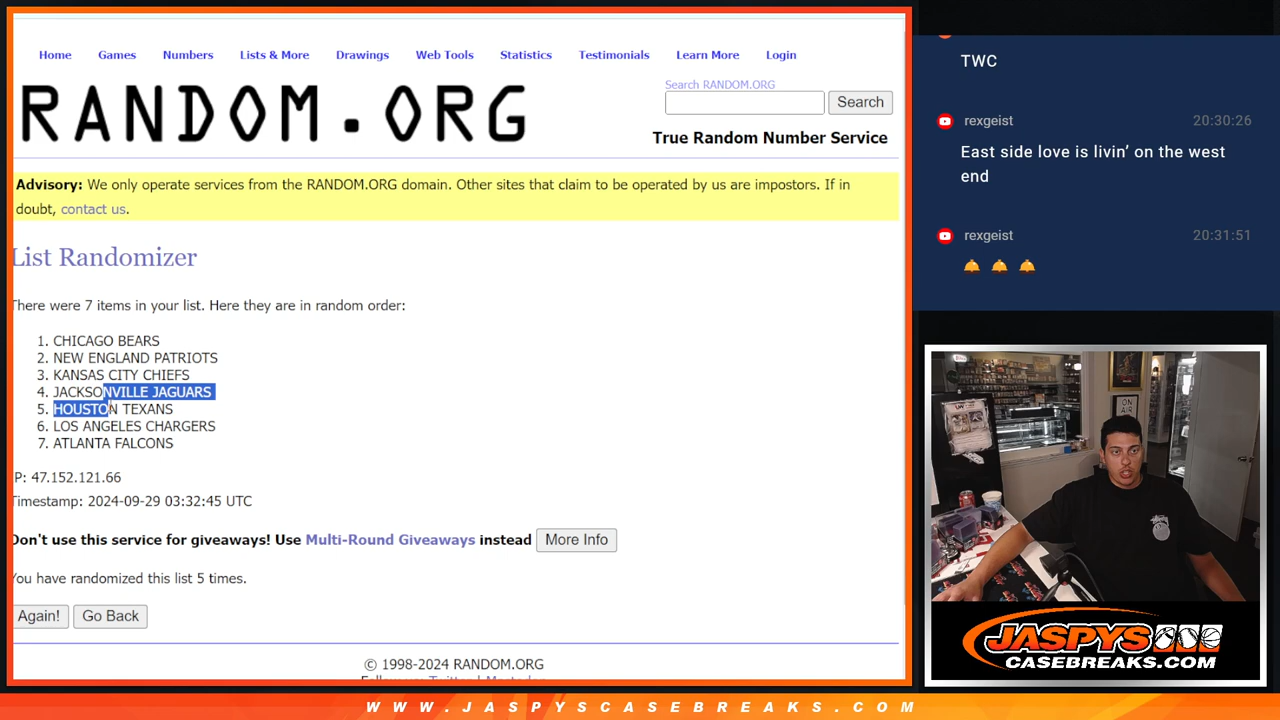 Home Games Numbers Lists & More Drawings Web Tools Statistics Testimonials Learn More Login
RANDOM.ORG
Search RANDOM.ORG
Search
True Random Number Service
Advisory: We only operate services from the RANDOM.ORG domain. Other sites that claim to be operated by us are impostors. If in
doubt, contact us.
List Randomizer
There were 7 items in your list. Here they are in random order:
1. CHICAGO BEARS
2. NEW ENGLAND PATRIOTS
3. KANSAS CITY CHIEFS
4. JACKSONVILLE JAGUARS
5. HOUSTON TEXANS
6. LOS ANGELES CHARGERS
7. ATLANTA FALCONS
IP: 47.152.121.66
Timestamp: 2024-09-29 03:32:45 UTC
Don't use this service for giveaways! Use Multi-Round Giveaways instead More Info
You have randomized this list 5 times.
Again! Go Back
© 1998-2024 RANDOM.ORG
TWC
rexgeist 20:30:26
East side love is livin’ on the west
end
rexgeist 20:31:51
ON
AIR
JASPYS
CASEBREAKS.COM
WWW.JASPYSCASEBREAKS.COM